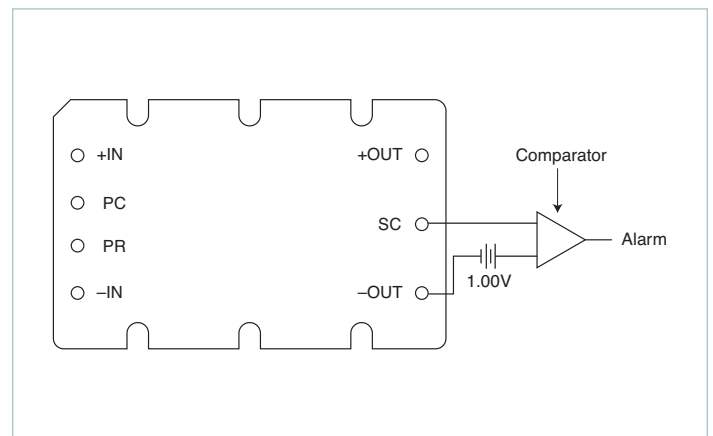 +IN
+OUT
Comparator
PC
SC
Alarm
PR
–IN
–OUT
1.00V